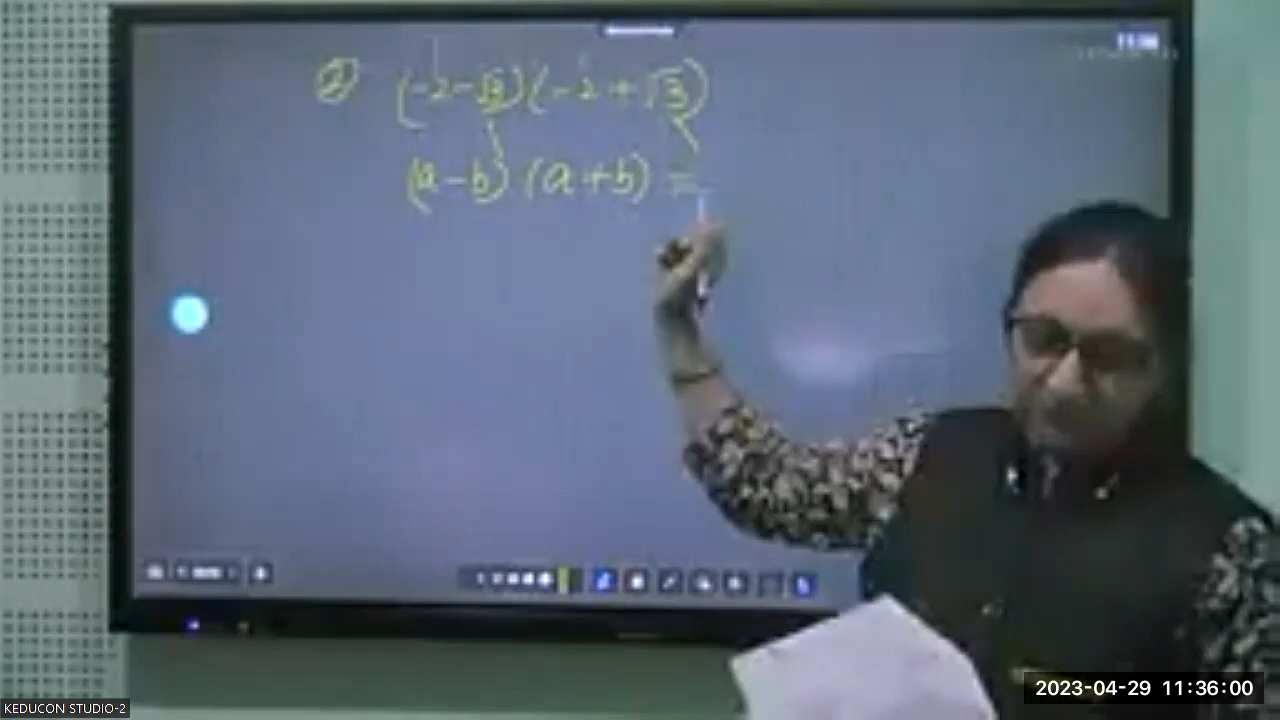 ② (-2-√3)(-2+√3)
(a-b) (a+b) =
KEDUCON STUDIO-2
2023-04-29 11:36:00